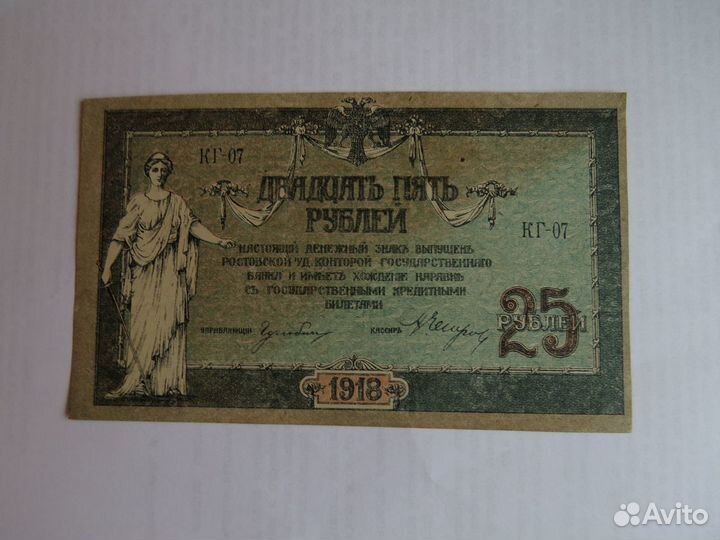 КГ-07
ДВАДЦАТЬ ПЯТЬ
РУБЛЕЙ
КГ-07
НАСТОЯЩІЙ ДЕНЕЖНЫЙ ЗНАКЪ ВЫПУЩЕНЪ
РОСТОВСКОЙ н/Д. КОНТОРОЙ ГОСУДАРСТВЕННАГО
БАНКА И ИМѢЕТЪ ХОЖДЕНІЕ НАРАВНѢ
СЪ ГОСУДАРСТВЕННЫМИ КРЕДИТНЫМИ
БИЛЕТАМИ
УПРАВЛЯЮЩІЙ
КАССИРЪ
25
РУБЛЕЙ
1918
Avito